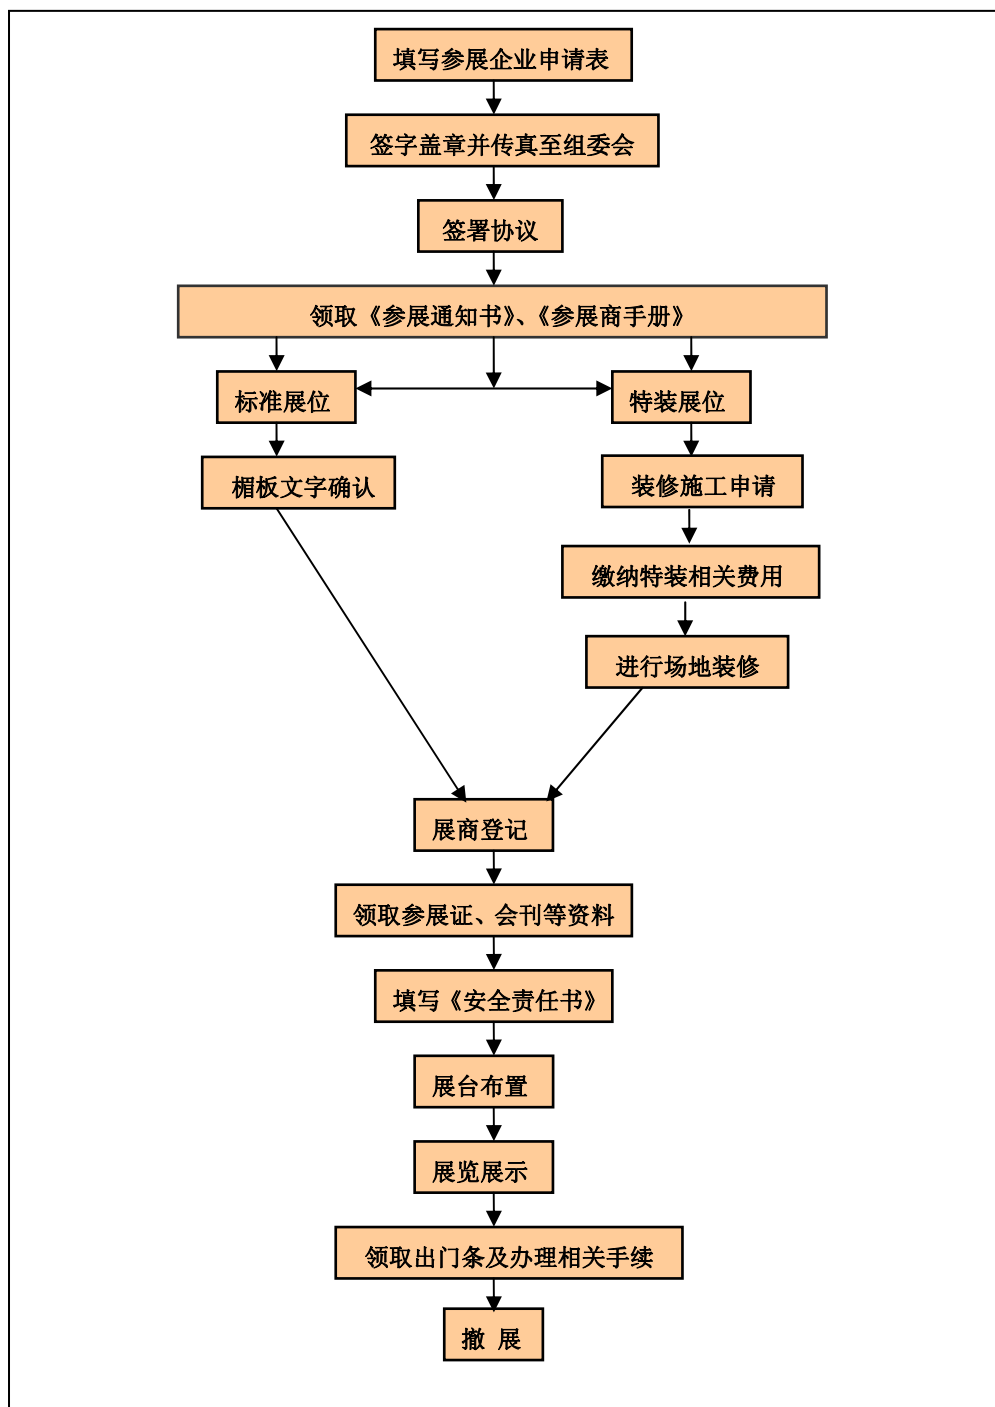 填写参展企业申请表
签字盖章并传真至组委会
签署协议
领取《参展通知书》、《参展商手册》
标准展位
特装展位
楣板文字确认
装修施工申请
缴纳特装相关费用
进行场地装修
展商登记
领取参展证、会刊等资料
填写《安全责任书》
展台布置
展览展示
领取出门条及办理相关手续
撤 展